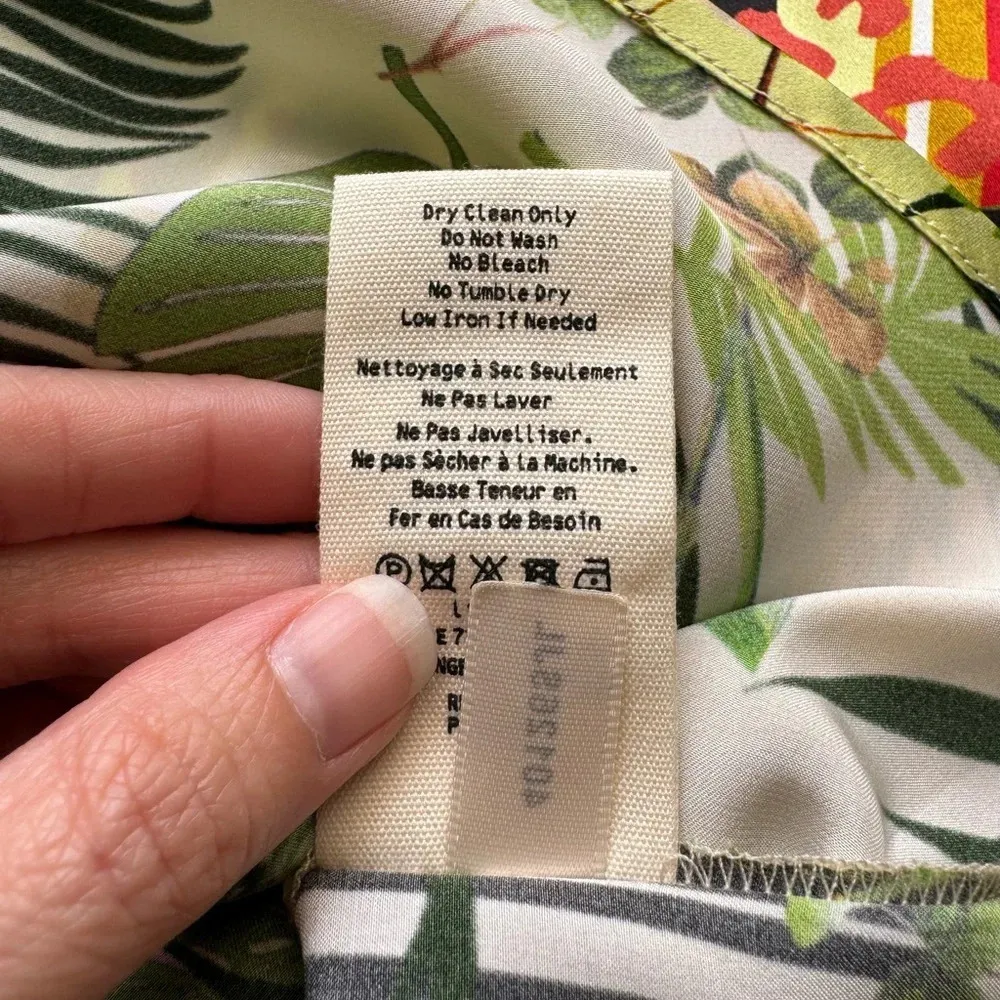 Dry Clean Only
Do Not Wash
No Bleach
No Tumble Dry
Low Iron If Needed
Nettoyage à Sec Seulement
Ne Pas Laver
Ne Pas Javelliser.
Ne pas Sècher à la Machine.
Basse Teneur en
Fer en Cas de Besoin
P